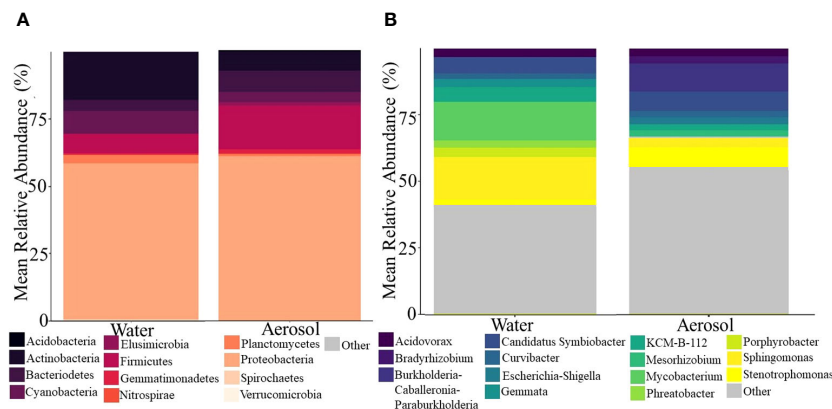 A
B
Mean Relative Abundance (%)
75
50
25
0
Water
Aerosol
Mean Relative Abundance (%)
75
50
25
0
Water
Aerosol
Acidobacteria
Actinobacteria
Bacteriodetes
Cyanobacteria
Elusimicrobia
Firmicutes
Gemmatimonadetes
Nitrospirae
Planctomycetes
Proteobacteria
Spirochaetes
Verrucomicrobia
Other
Acidovorax
Bradyrhizobium
Burkholderia-
Caballeronia-
Paraburkholderia
Candidatus Symbiobacter
Curvibacter
Escherichia-Shigella
Gemmata
KCM-B-112
Mesorhizobium
Mycobacterium
Phreatobacter
Porphyrobacter
Sphingomonas
Stenotrophomonas
Other